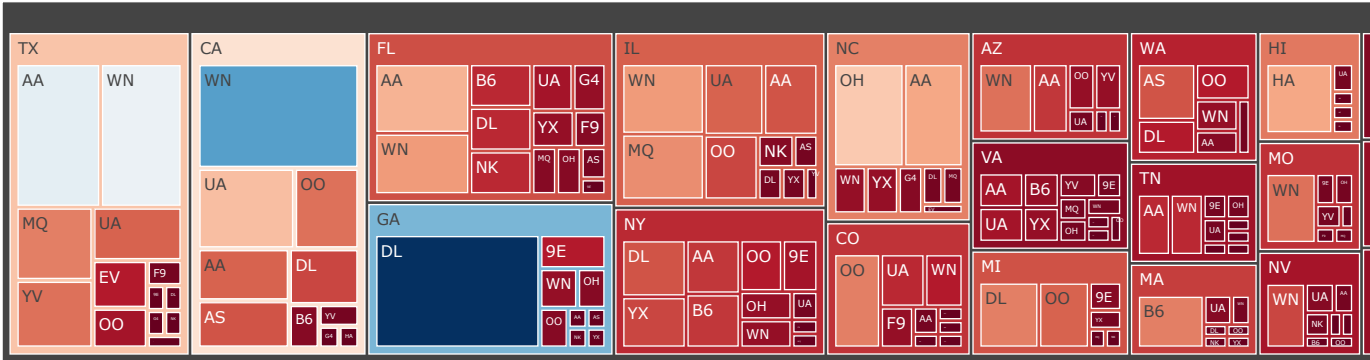 TX
AA
WN
MQ
UA
YV
EV
OO
F9
CA
WN
UA
OO
AA
DL
AS
B6
YV
G4
HA
FL
AA
WN
B6
DL
NK
UA
G4
YX
F9
MQ
OH
AS
GA
DL
9E
WN
OH
OO
AA
AS
NK
YX
IL
WN
MQ
UA
AA
OO
NK
AS
DL
YX
YV
NY
DL
YX
AA
B6
OO
9E
OH
WN
UA
NC
OH
AA
WN
YX
G4
DL
MQ
CO
OO
UA
WN
F9
AA
AZ
WN
AA
OO
YV
UA
VA
AA
UA
B6
YX
YV
9E
MQ
OH
WN
MI
DL
OO
9E
YX
WA
AS
DL
OO
WN
AA
TN
AA
WN
9E
OH
UA
MA
B6
UA
WN
DL
OO
NK
YX
HI
HA
UA
MO
WN
9E
OH
YV
NV
WN
UA
AA
NK
B6
OO